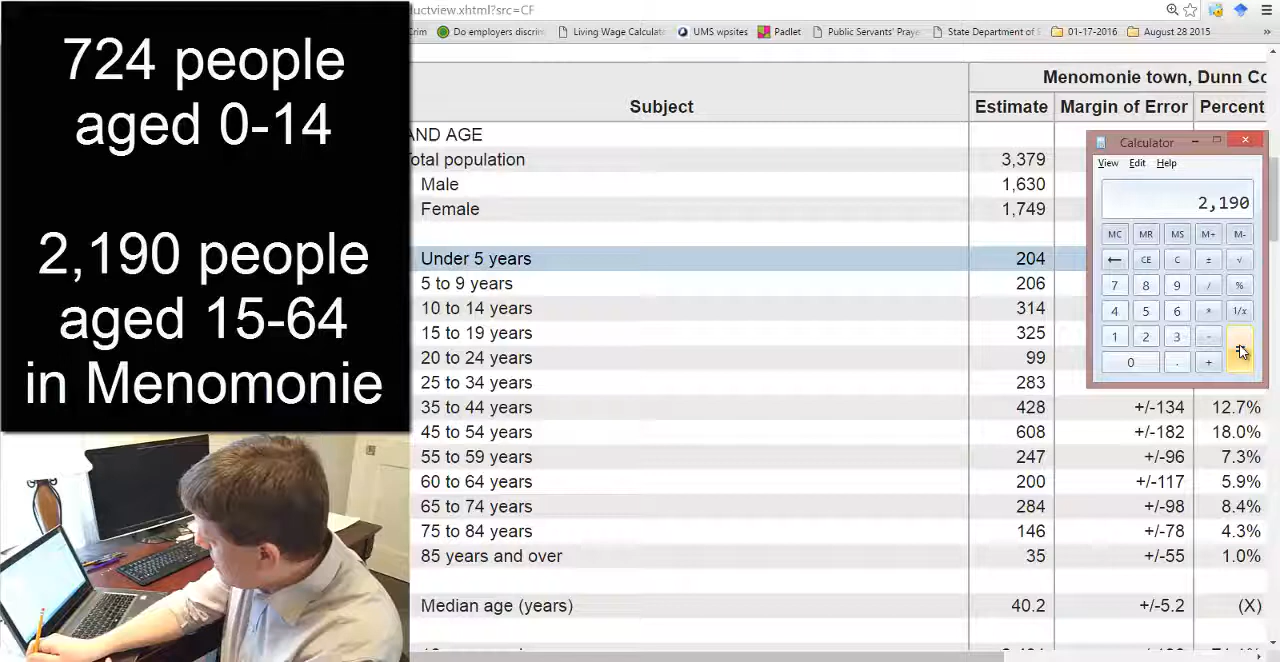 724 people
aged 0-14
2,190 people
aged 15-64
in Menomonie
ductview.xhtml?src=CF
Do employers discrim
Living Wage Calculato
UMS wpsites
Padlet
Public Servants' Praye
State Department of
01-17-2016
August 28 2015
»
Menomonie town, Dunn Co
Subject Estimate Margin of Error Percent
AND AGE
Total population 3,379
Male 1,630
Female 1,749
Under 5 years 204
5 to 9 years 206
10 to 14 years 314
15 to 19 years 325
20 to 24 years 99
25 to 34 years 283
35 to 44 years 428 +/-134 12.7%
45 to 54 years 608 +/-182 18.0%
55 to 59 years 247 +/-96 7.3%
60 to 64 years 200 +/-117 5.9%
65 to 74 years 284 +/-98 8.4%
75 to 84 years 146 +/-78 4.3%
85 years and over 35 +/-55 1.0%
Median age (years) 40.2 +/-5.2 (X)
Calculator
View Edit Help
2,190
MC MR MS M+ M-
← CE C ± √
7 8 9 / %
4 5 6 * 1/x
1 2 3 -
0 . +